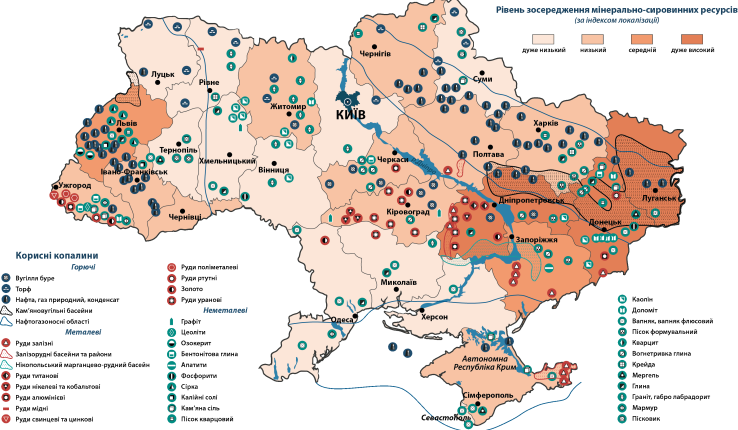 Рівень зосередження мінерально-сировинних ресурсів
(за індексом локалізації)
дуже низький
низький
середній
дуже високий
Чернігів
Луцьк
Рівне
Суми
Житомир
КИЇВ
Львів
Харків
Тернопіль
Хмельницький
Полтава
Черкаси
Вінниця
Івано-Франківськ
Ужгород
Луганськ
Чернівці
Дніпропетровськ
Кіровоград
Донецьк
Запоріжжя
Миколаїв
Одеса
Херсон
Автономна
Республіка Крим
Сімферополь
Севастополь
Корисні копалини
Горючі
Вугілля буре
Торф
Нафта, газ природний, конденсат
Кам'яновугільні басейни
Нафтогазоносні області
Металеві
Руди залізні
Залізорудні басейни та райони
Нікопольський марганцево-рудний басейн
Руди титанові
Руди нікелеві та кобальтові
Руди алюмінієві
Руди мідні
Руди свинцеві та цинкові
Руди поліметалеві
Руди ртутні
Золото
Руди уранові
Неметалеві
Графіт
Цеоліти
Озокерит
Бентонітова глина
Апатити
Фосфорити
Сірка
Калійні солі
Кам'яна сіль
Пісок кварцовий
Каолін
Доломіт
Вапняк, вапняк флюсовий
Пісок формувальний
Кварцит
Вогнетривка глина
Крейда
Мергель
Глина
Граніт, габро лабрадорит
Мармур
Пісковик